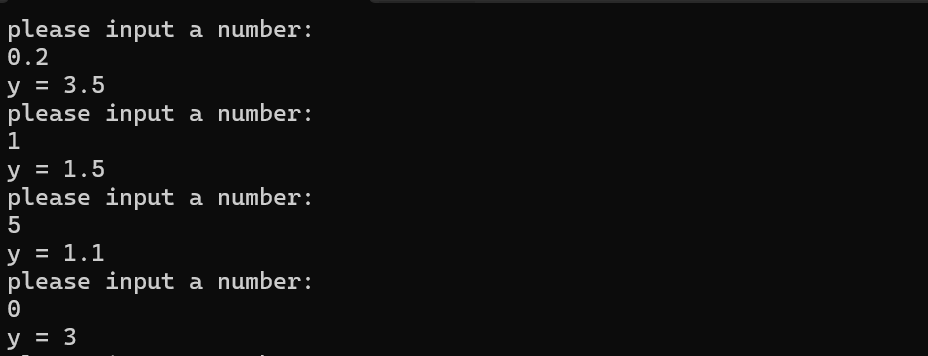 please input a number:
0.2
y = 3.5
please input a number:
1
y = 1.5
please input a number:
5
y = 1.1
please input a number:
0
y = 3